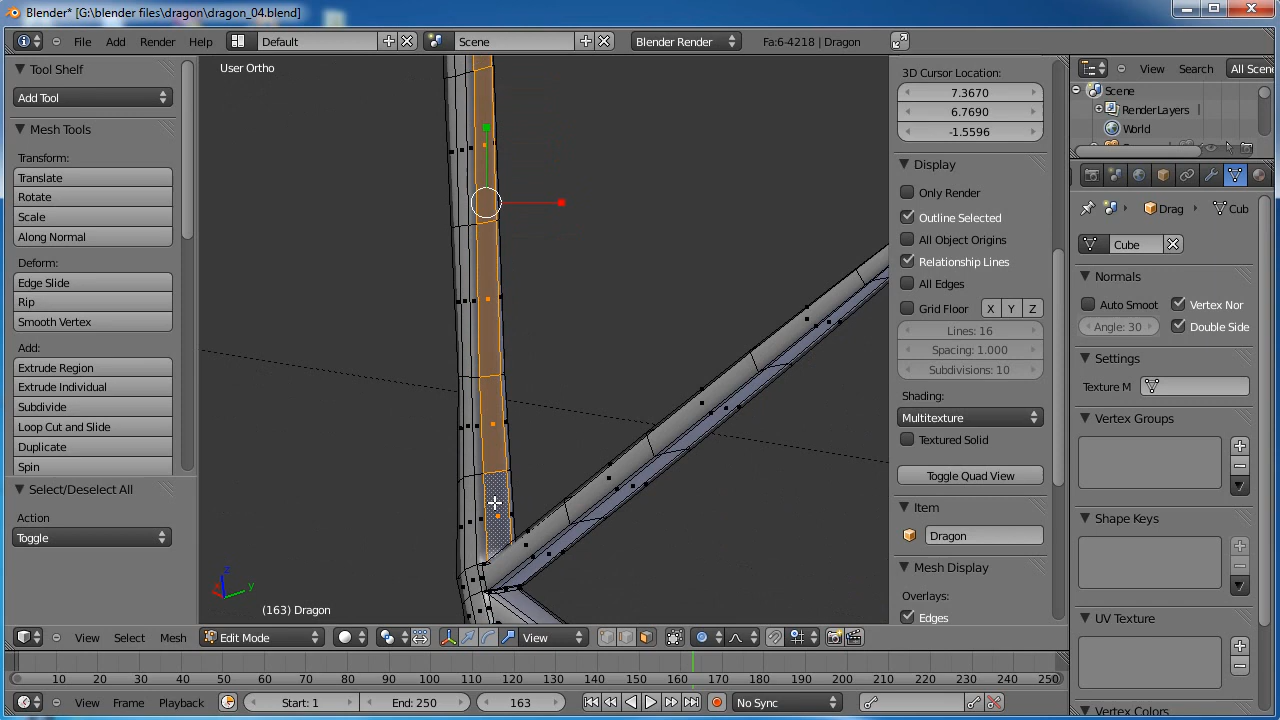 Blender* [G:\blender files\dragon\dragon_04.blend]
File Add Render Help Default Scene Blender Render Fa:6-4218 | Dragon
Tool Shelf
Add Tool
Mesh Tools
Transform:
Translate
Rotate
Scale
Along Normal
Deform:
Edge Slide
Rip
Smooth Vertex
Add:
Extrude Region
Extrude Individual
Subdivide
Loop Cut and Slide
Duplicate
Spin
Select/Deselect All
Action
Toggle
User Ortho
z
y
(163) Dragon
3D Cursor Location:
7.3670
6.7690
-1.5596
Display
Only Render
Outline Selected
All Object Origins
Relationship Lines
All Edges
Grid Floor X Y Z
Lines: 16
Spacing: 1.000
Subdivisions: 10
Shading:
Multitexture
Textured Solid
Toggle Quad View
Item
Dragon
Mesh Display
Overlays:
Edges
View Search All Scene
Scene
RenderLayers
World
Drag Cub
Cube
Normals
Auto Smoot Vertex Nor
Angle: 30 Double Side
Settings
Texture M
Vertex Groups
Shape Keys
UV Texture
Vertex Colors
View Select Mesh Edit Mode View
10 20 30 40 50 60 70 80 90 100 110 120 130 140 150 160 170 180 190 200 210 220 230 240 250
View Frame Playback Start: 1 End: 250 163 No Sync